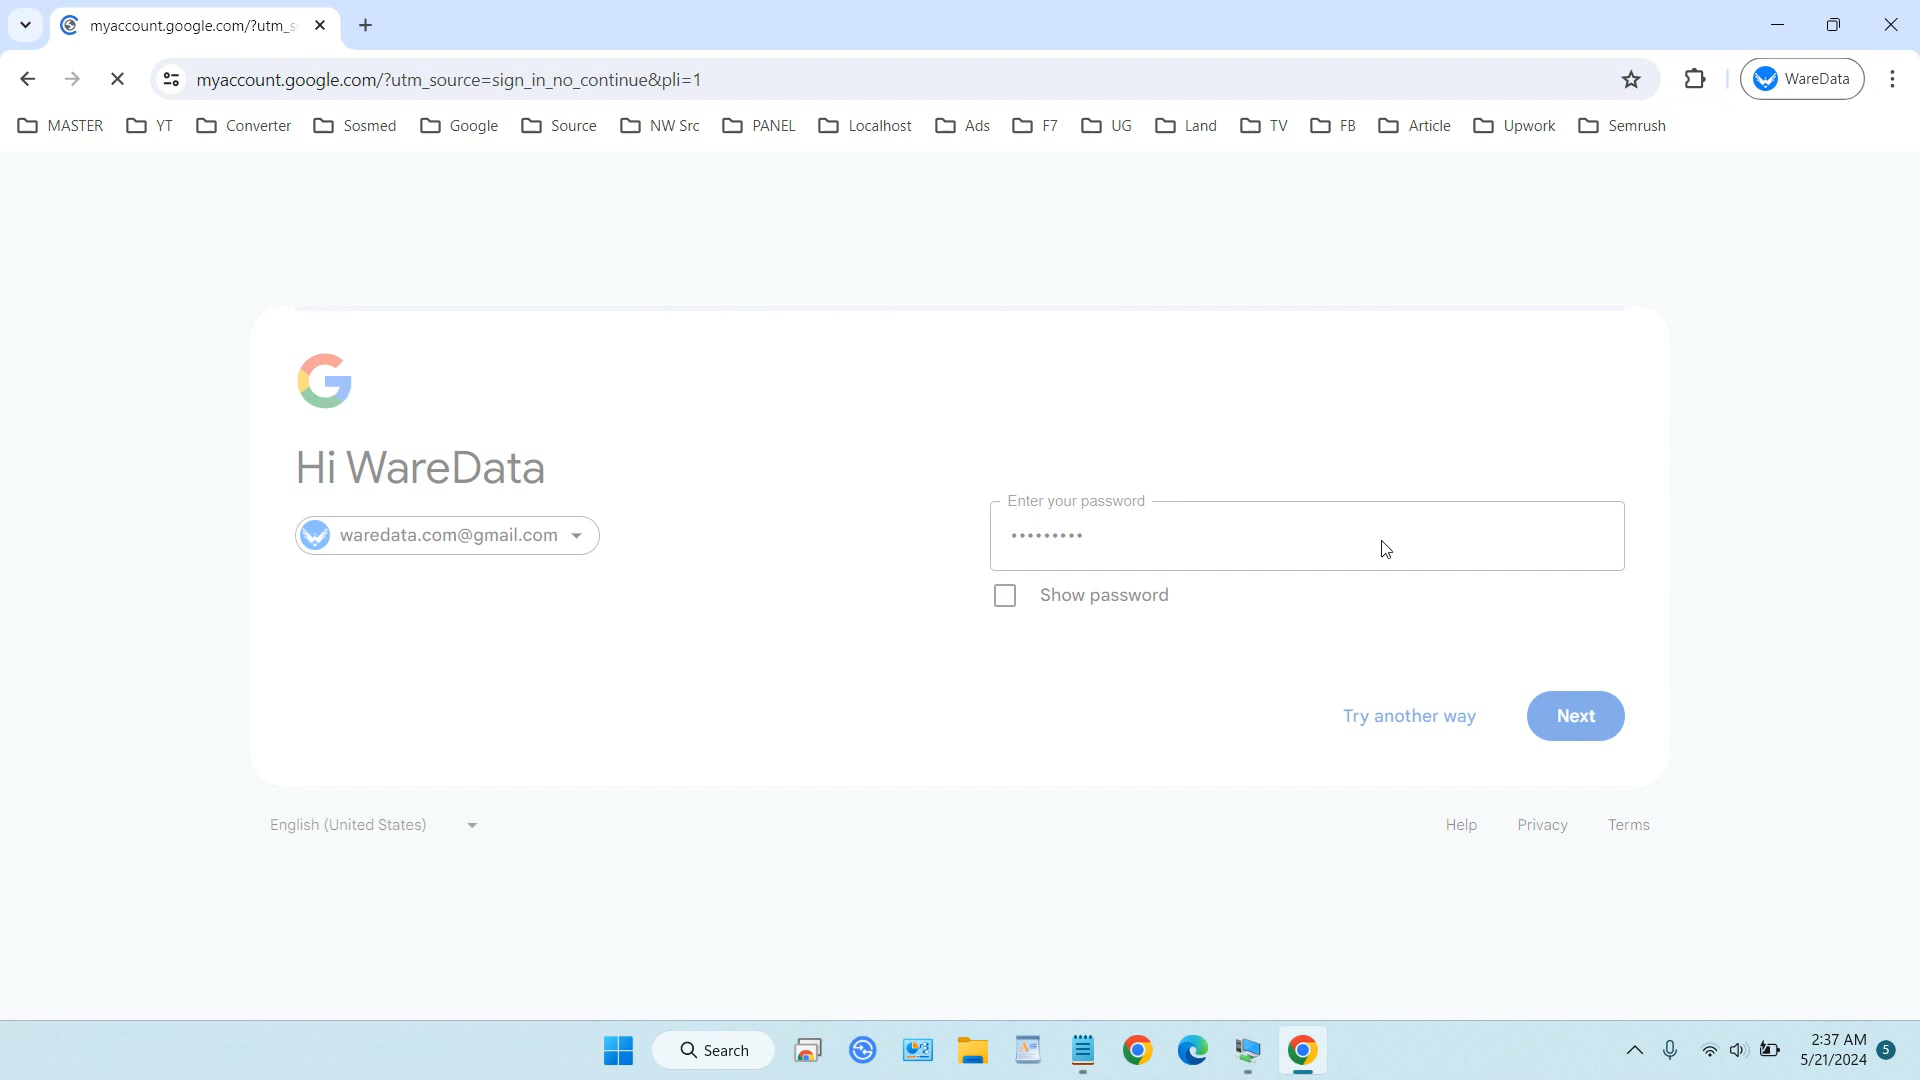 myaccount.google.com/?utm_s
myaccount.google.com/?utm_source=sign_in_no_continue&pli=1
WareData
MASTER YT Converter Sosmed Google Source NW Src PANEL Localhost Ads F7 UG Land TV FB Article Upwork Semrush
Hi WareData
waredata.com@gmail.com
Enter your password
Show password
Try another way
Next
English (United States)
Help Privacy Terms
Search
2:37 AM
5/21/2024
5